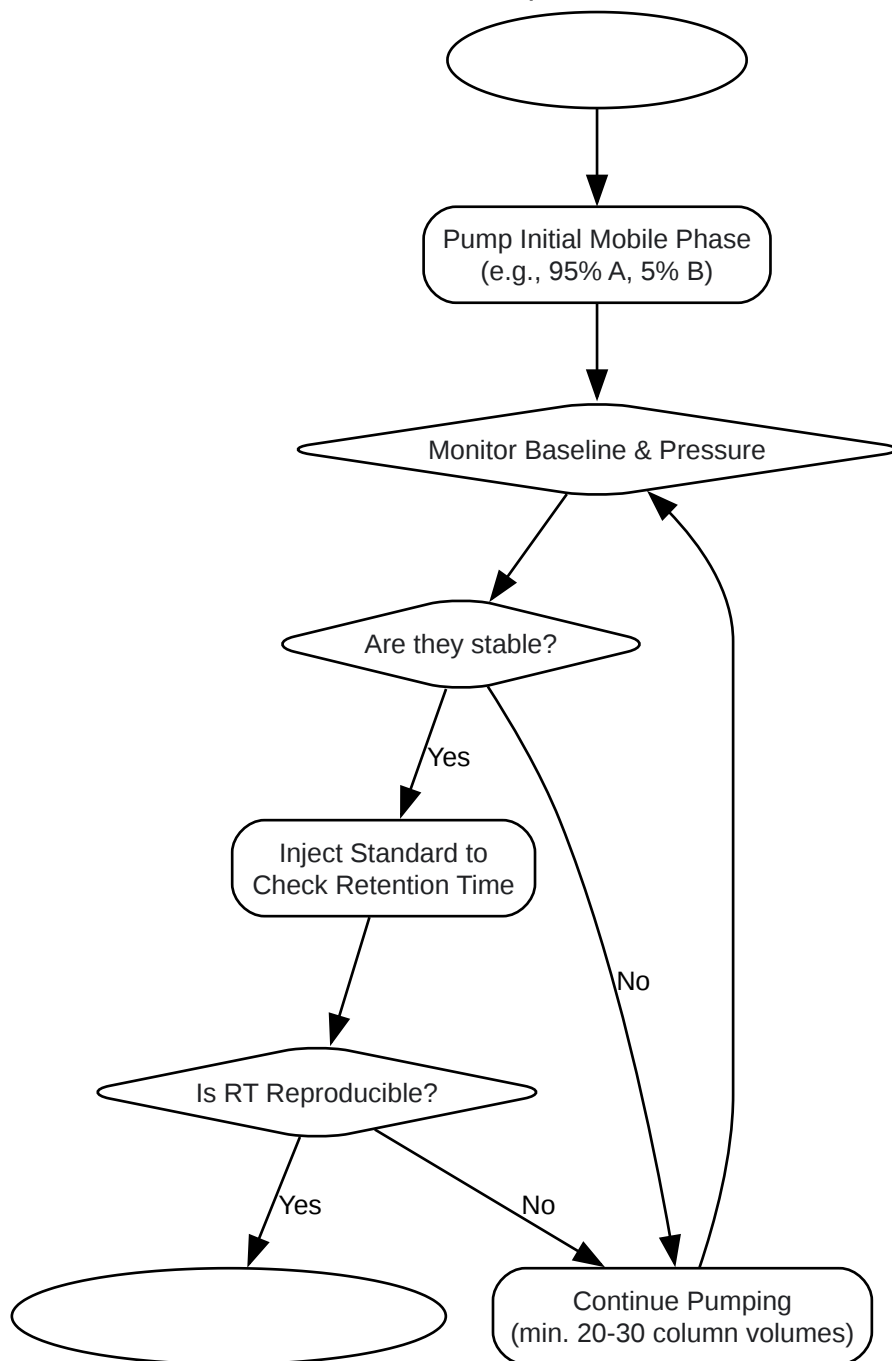 Pump Initial Mobile Phase
(e.g., 95% A, 5% B)
Monitor Baseline & Pressure
Are they stable?
Yes
Inject Standard to
Check Retention Time
No
Is RT Reproducible?
Yes
No
Continue Pumping
(min. 20-30 column volumes)